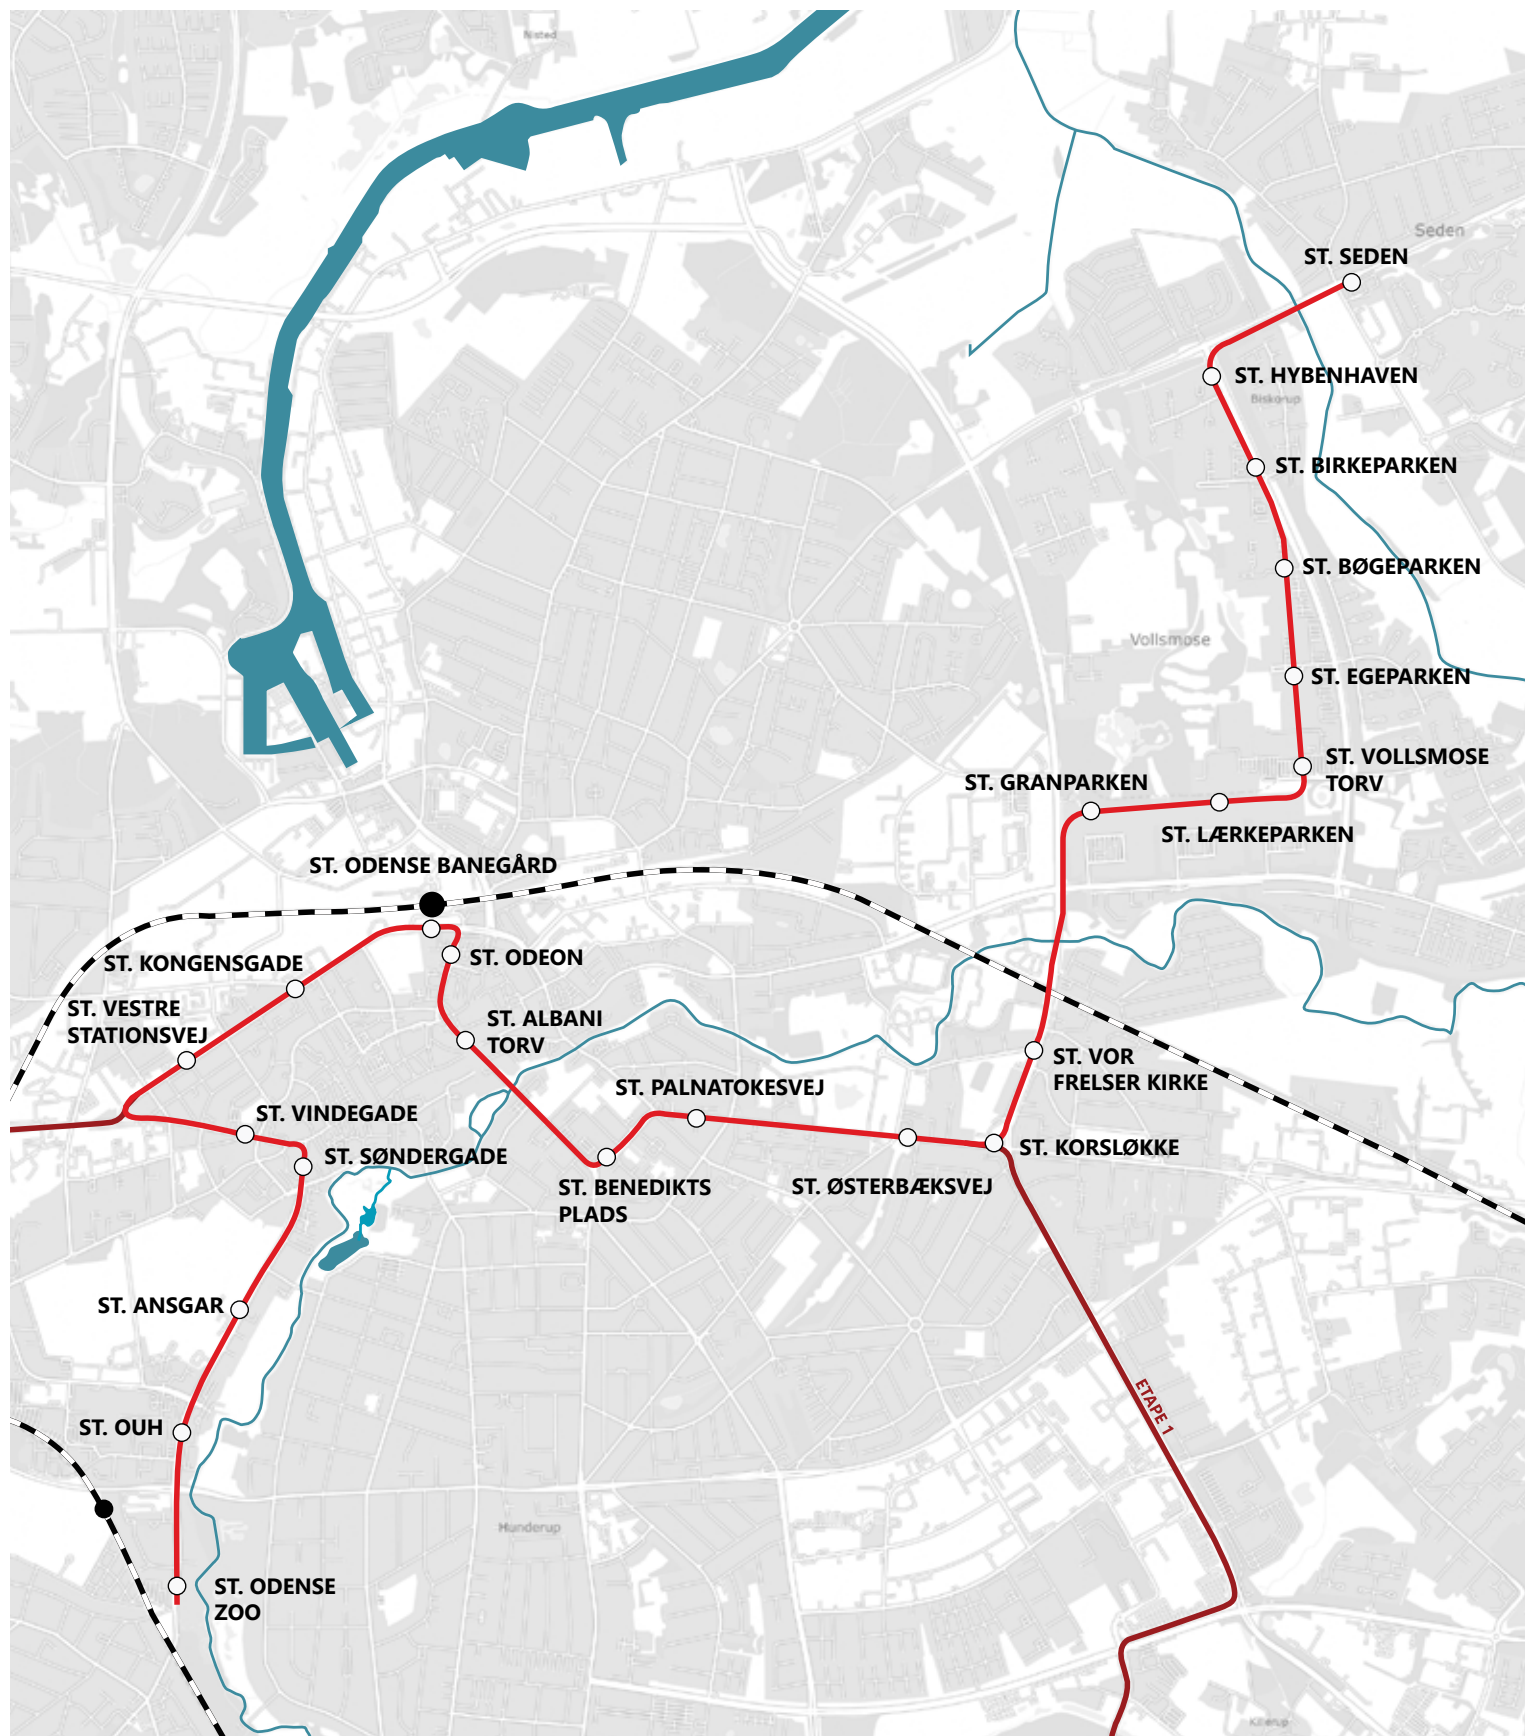 Nisted
Seden
ST. SEDEN
ST. HYBENHAVEN
Biskorup
ST. BIRKEPARKEN
ST. BØGEPARKEN
Vollsmose
ST. EGEPARKEN
ST. VOLLSMOSE
TORV
ST. GRANPARKEN
ST. LÆRKEPARKEN
ST. ODENSE BANEGÅRD
ST. ODEON
ST. KONGENSGADE
ST. VESTRE
STATIONSVEJ
ST. ALBANI
TORV
ST. VOR
FRELSER KIRKE
ST. PALNATOKESVEJ
ST. VINDEGADE
ST. KORSLØKKE
ST. SØNDERGADE
ST. BENEDIKTS
PLADS
ST. ØSTERBÆKSVEJ
ST. ANSGAR
ETAPE 1
ST. OUH
Hunderup
ST. ODENSE
ZOO
Killerup